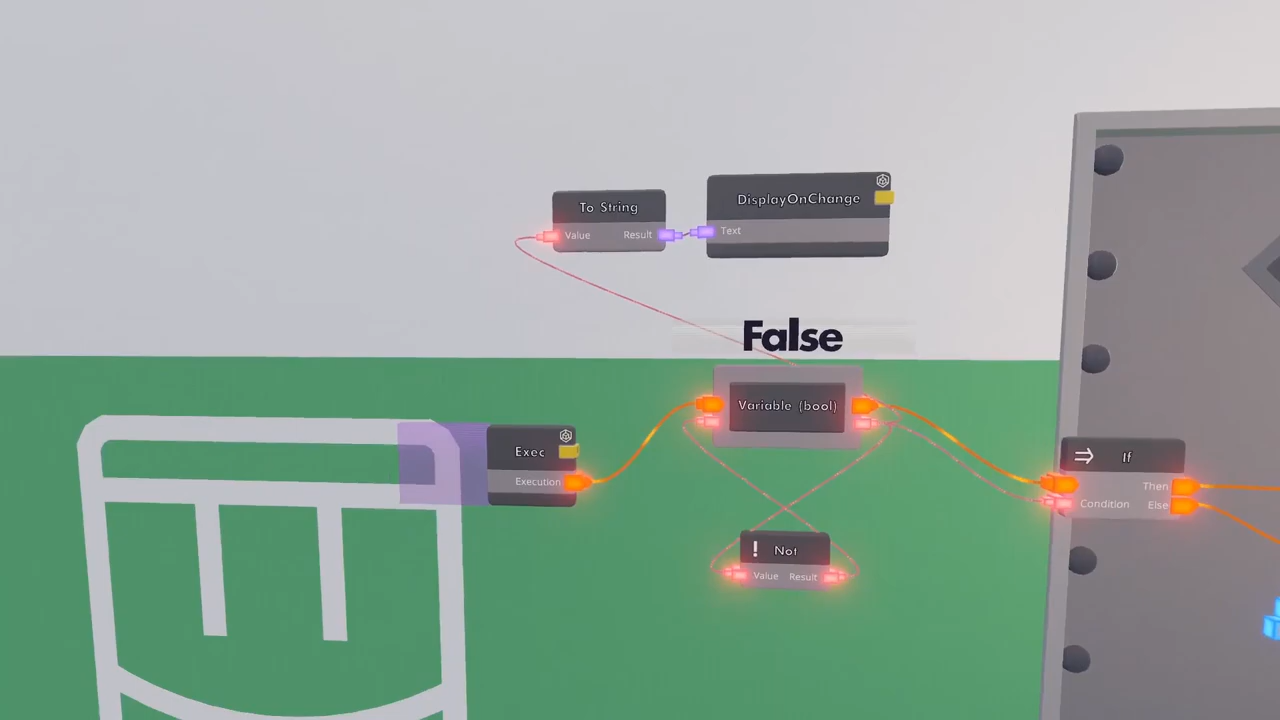 To String
Value Result
DisplayOnChange
Text
False
Variable (bool)
Exec
Execution
! Not
Value Result
If
Then
Condition Else